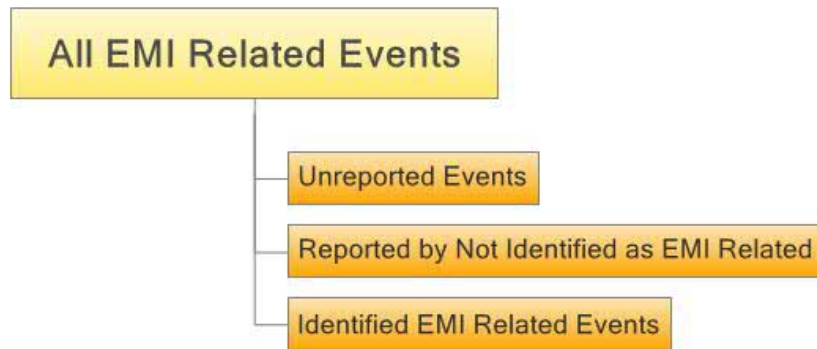 All EMI Related Events
Unreported Events
Reported by Not Identified as EMI Related
Identified EMI Related Events